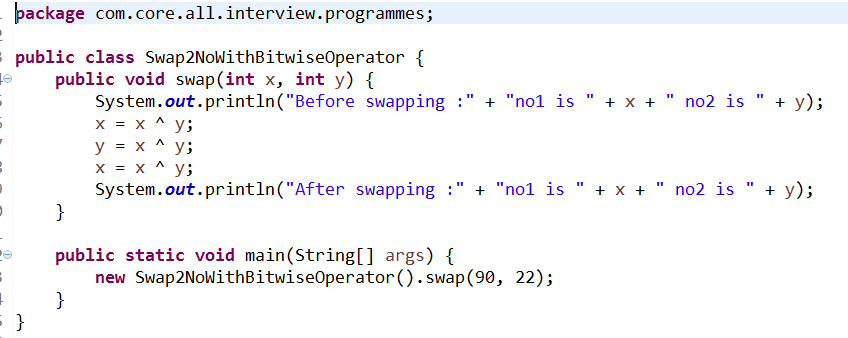 package com.core.all.interview.programmes;
public class Swap2NoWithBitwiseOperator {
public void swap(int x, int y) {
System.out.println("Before swapping :" + "no1 is " + x + " no2 is " + y);
x = x ^ y;
y = x ^ y;
x = x ^ y;
System.out.println("After swapping :" + "no1 is " + x + " no2 is " + y);
}
public static void main(String[] args) {
new Swap2NoWithBitwiseOperator().swap(90, 22);
}
}